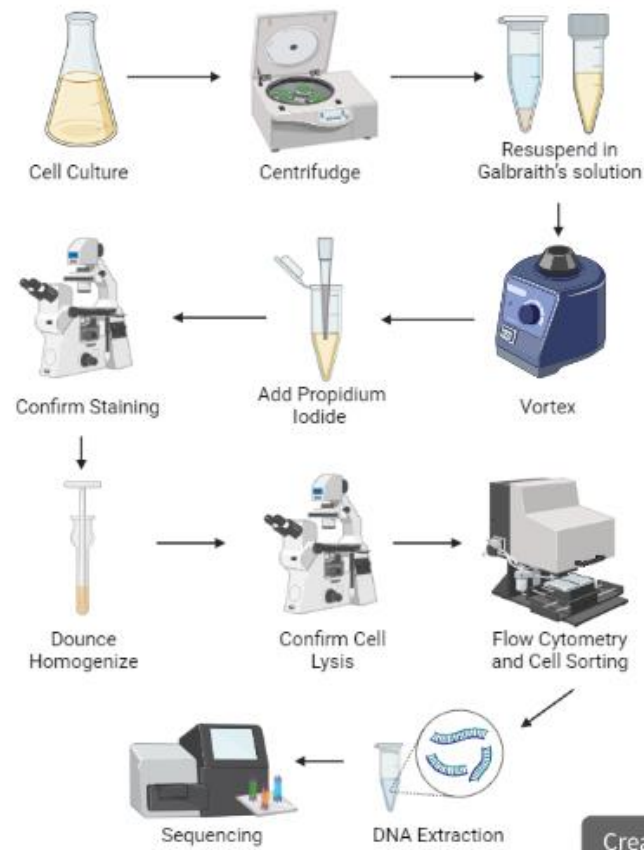 Cell Culture
Centrifudge
Resuspend in
Galbraith's solution
Confirm Staining
Add Propidium
Iodide
Vortex
Dounce
Homogenize
Confirm Cell
Lysis
Flow Cytometry
and Cell Sorting
Sequencing
DNA Extraction